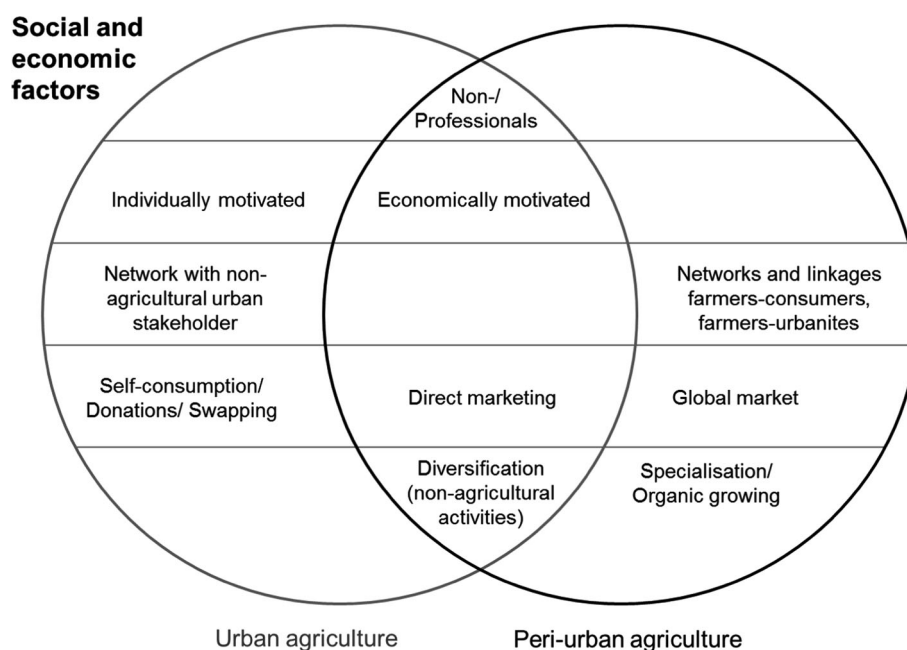 Social and
economic
factors
Non-/
Professionals
Individually motivated
Economically motivated
Network with non-
agricultural urban
stakeholder
Networks and linkages
farmers-consumers,
farmers-urbanites
Self-consumption/
Donations/ Swapping
Direct marketing
Global market
Diversification
(non-agricultural
activities)
Specialisation/
Organic growing
Urban agriculture
Peri-urban agriculture